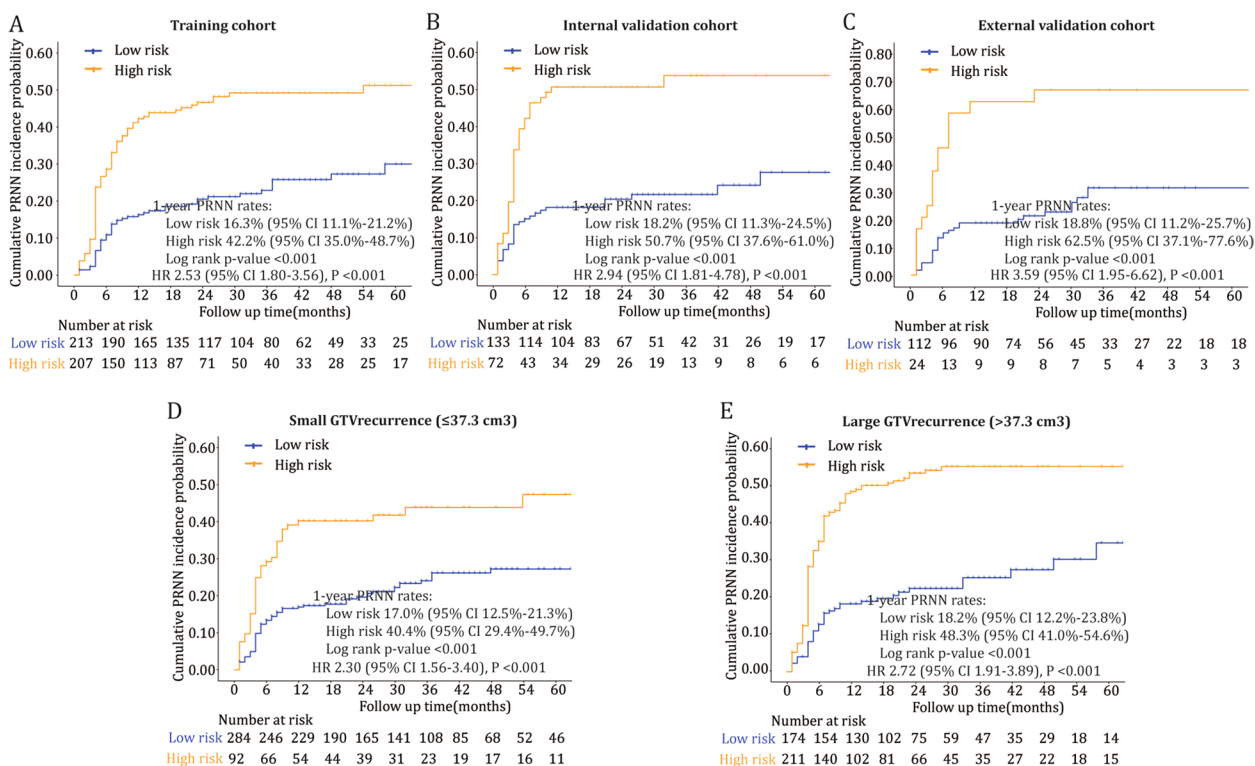 A
Training cohort
Cumulative PRNN incidence probability
Low risk
High risk
0.60
0.50
0.40
0.30
0.20
0.10
0.00
1-year PRNN rates:
Low risk 16.3% (95% CI 11.1%-21.2%)
High risk 42.2% (95% CI 35.0%-48.7%)
Log rank p-value <0.001
HR 2.53 (95% CI 1.80-3.56), P <0.001
0 6 12 18 24 30 36 42 48 54 60
Follow up time(months)
Number at risk
Low risk 213 190 165 135 117 104 80 62 49 33 25
High risk 207 150 113 87 71 50 40 33 28 25 17
B
Internal validation cohort
Cumulative PRNN incidence probability
Low risk
High risk
0.60
0.50
0.40
0.30
0.20
0.10
0.00
1-year PRNN rates:
Low risk 18.2% (95% CI 11.3%-24.5%)
High risk 50.7% (95% CI 37.6%-61.0%)
Log rank p-value <0.001
HR 2.94 (95% CI 1.81-4.78), P <0.001
0 6 12 18 24 30 36 42 48 54 60
Follow up time(months)
Number at risk
Low risk 133 114 104 83 67 51 42 31 26 19 17
High risk 72 43 34 29 26 19 13 9 8 6 6
C
External validation cohort
Cumulative PRNN incidence probability
Low risk
High risk
0.80
0.70
0.60
0.50
0.40
0.30
0.20
0.10
0.00
1-year PRNN rates:
Low risk 18.8% (95% CI 11.2%-25.7%)
High risk 62.5% (95% CI 37.1%-77.6%)
Log rank p-value <0.001
HR 3.59 (95% CI 1.95-6.62), P <0.001
0 6 12 18 24 30 36 42 48 54 60
Follow up time(months)
Number at risk
Low risk 112 96 90 74 56 45 33 27 22 18 18
High risk 24 13 9 9 8 7 5 4 3 3 3
D
Small GTVrecurrence (≤37.3 cm3)
Cumulative PRNN incidence probability
Low risk
High risk
0.60
0.50
0.40
0.30
0.20
0.10
0.00
1-year PRNN rates:
Low risk 17.0% (95% CI 12.5%-21.3%)
High risk 40.4% (95% CI 29.4%-49.7%)
Log rank p-value <0.001
HR 2.30 (95% CI 1.56-3.40), P <0.001
0 6 12 18 24 30 36 42 48 54 60
Follow up time(months)
Number at risk
Low risk 284 246 229 190 165 141 108 85 68 52 46
High risk 92 66 54 44 39 31 23 19 17 16 11
E
Large GTVrecurrence (>37.3 cm3)
Cumulative PRNN incidence probability
Low risk
High risk
0.60
0.50
0.40
0.30
0.20
0.10
0.00
1-year PRNN rates:
Low risk 18.2% (95% CI 12.2%-23.8%)
High risk 48.3% (95% CI 41.0%-54.6%)
Log rank p-value <0.001
HR 2.72 (95% CI 1.91-3.89), P <0.001
0 6 12 18 24 30 36 42 48 54 60
Follow up time(months)
Number at risk
Low risk 174 154 130 102 75 59 47 35 29 18 14
High risk 211 140 102 81 66 45 35 27 22 18 15